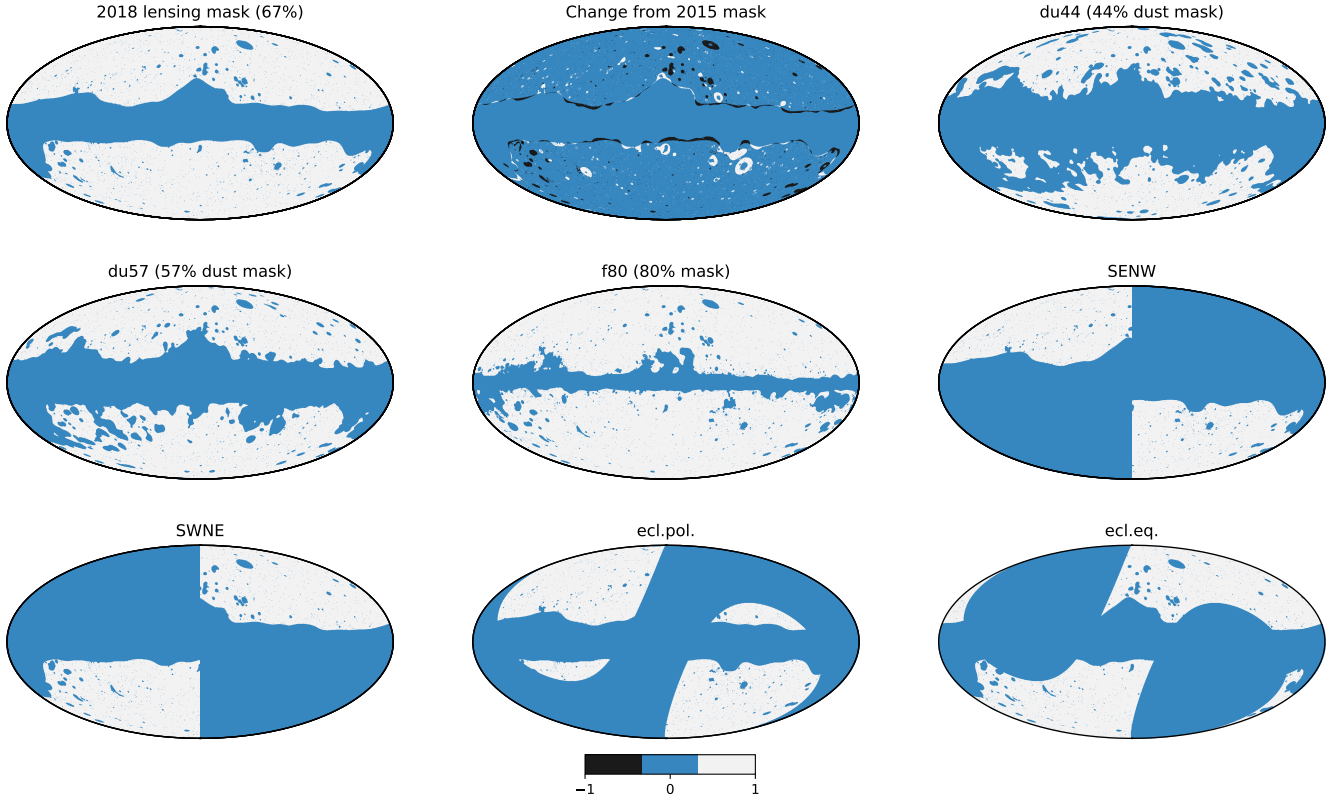 2018 lensing mask (67%)
Change from 2015 mask
du44 (44% dust mask)
du57 (57% dust mask)
f80 (80% mask)
SENW
SWNE
ecl.pol.
ecl.eq.
−1 0 1